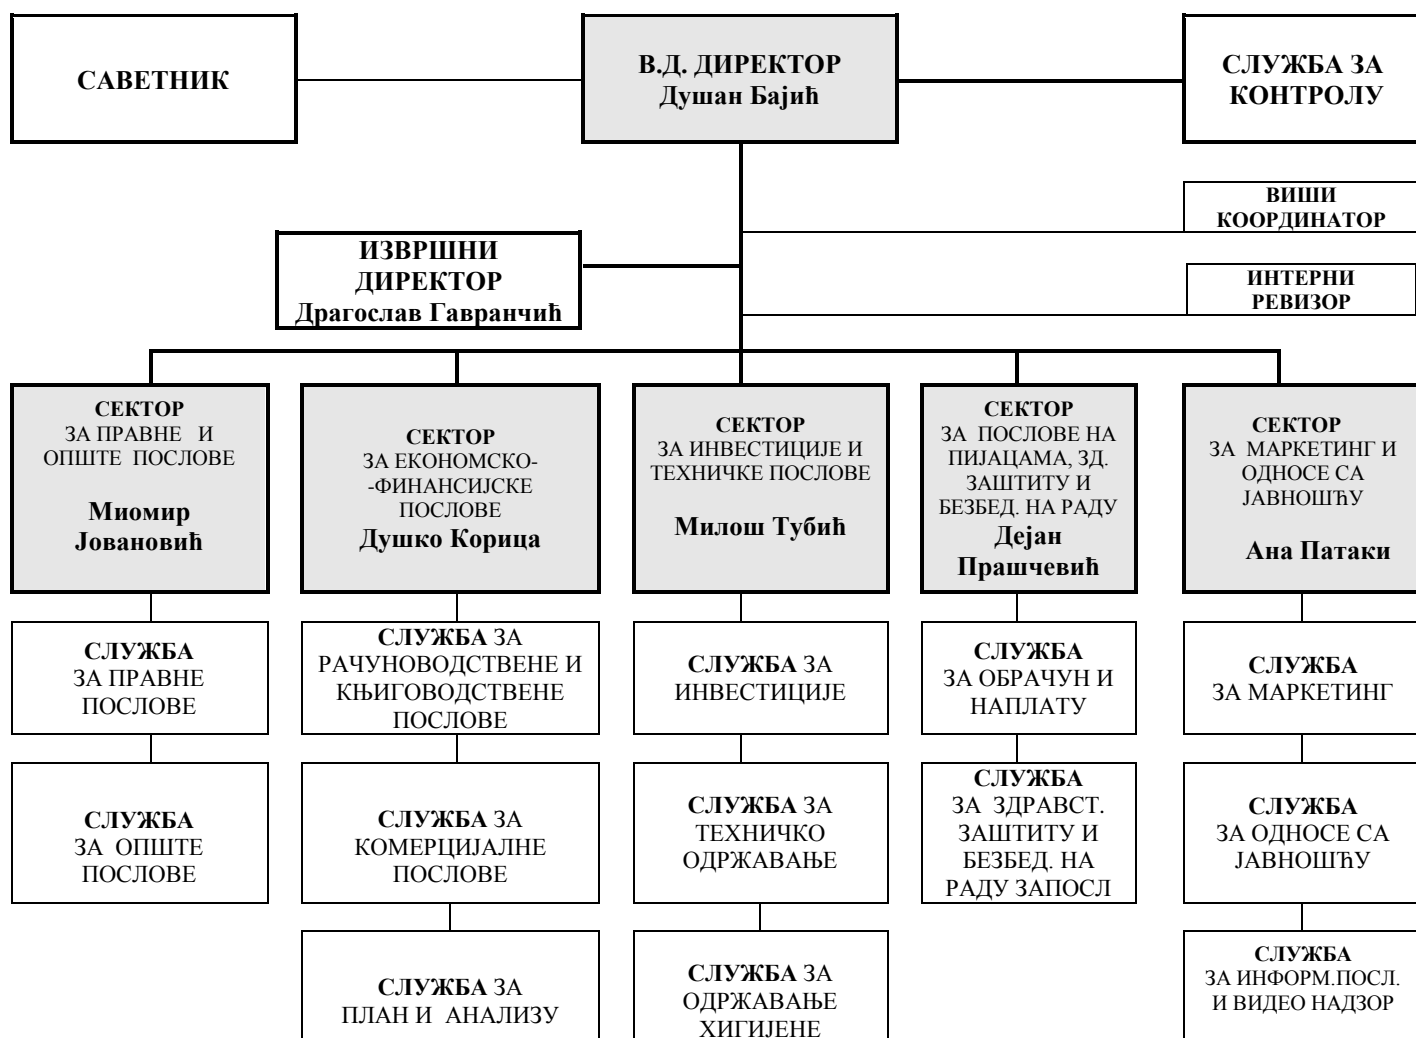 САВЕТНИК
В.Д. ДИРЕКТОР
Душан Бајић
СЛУЖБА ЗА
КОНТРОЛУ
ВИШИ
КООРДИНАТОР
ИЗВРШНИ
ДИРЕКТОР
Драгослав Гавранчић
ИНТЕРНИ
РЕВИЗОР
СЕКТОР
ЗА ПРАВНЕ И
ОПШТЕ ПОСЛОВЕ
Миомир
Јовановић
СЕКТОР
ЗА ЕКОНОМСКО-
-ФИНАНСИЈСКЕ
ПОСЛОВЕ
Душко Корица
СЕКТОР
ЗА ИНВЕСТИЦИЈЕ И
ТЕХНИЧКЕ ПОСЛОВЕ
Милош Тубић
СЕКТОР
ЗА ПОСЛОВЕ НА
ПИЈАЦАМА, ЗД.
ЗАШТИТУ И
БЕЗБЕД. НА РАДУ
Дејан
Прашчевић
СЕКТОР
ЗА МАРКЕТИНГ И
ОДНОСЕ СА
ЈАВНОШЋУ
Ана Патаки
СЛУЖБА
ЗА ПРАВНЕ
ПОСЛОВЕ
СЛУЖБА ЗА
РАЧУНОВОДСТВЕНЕ И
КЊИГОВОДСТВЕНЕ
ПОСЛОВЕ
СЛУЖБА ЗА
ИНВЕСТИЦИЈЕ
СЛУЖБА
ЗА ОБРАЧУН И
НАПЛАТУ
СЛУЖБА
ЗА МАРКЕТИНГ
СЛУЖБА
ЗА ОПШТЕ
ПОСЛОВЕ
СЛУЖБА ЗА
КОМЕРЦИЈАЛНЕ
ПОСЛОВЕ
СЛУЖБА ЗА
ТЕХНИЧКО
ОДРЖАВАЊЕ
СЛУЖБА
ЗА ЗДРАВСТ.
ЗАШТИТУ И
БЕЗБЕД. НА
РАДУ ЗАПОСЛ
СЛУЖБА
ЗА ОДНОСЕ СА
ЈАВНОШЋУ
СЛУЖБА ЗА
ПЛАН И АНАЛИЗУ
СЛУЖБА ЗА
ОДРЖАВАЊЕ
ХИГИЈЕНЕ
СЛУЖБА
ЗА ИНФОРМ.ПОСЛ.
И ВИДЕО НАДЗОР